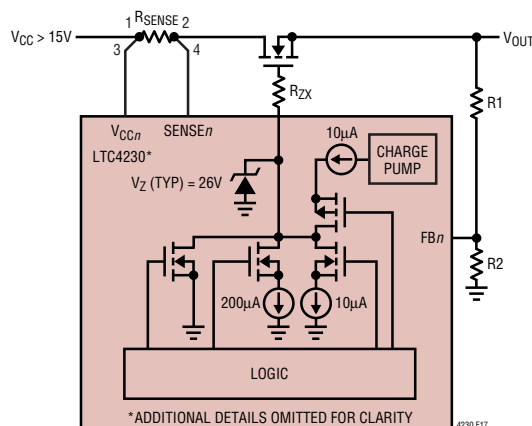 1 RSENSE 2
VCC > 15V
VOUT
3
4
RZX
R1
VCCn
SENSEn
LTC4230*
10µA
CHARGE
PUMP
VZ (TYP) = 26V
FBn
R2
200µA
10µA
LOGIC
*ADDITIONAL DETAILS OMITTED FOR CLARITY
4230 F17